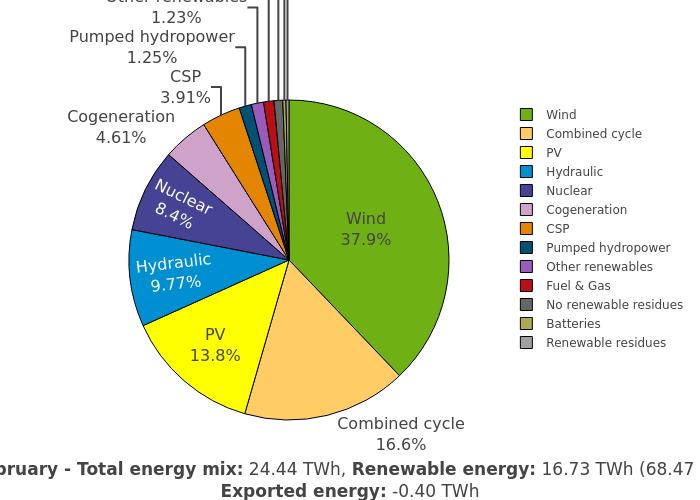 Other renewables
1.23%
Pumped hydropower
1.25%
CSP
3.91%
Cogeneration
4.61%
Nuclear
8.4%
Hydraulic
9.77%
PV
13.8%
Wind
37.9%
Combined cycle
16.6%
Wind
Combined cycle
PV
Hydraulic
Nuclear
Cogeneration
CSP
Pumped hydropower
Other renewables
Fuel & Gas
No renewable residues
Batteries
Renewable residues
bruary - Total energy mix: 24.44 TWh, Renewable energy: 16.73 TWh (68.47
Exported energy: -0.40 TWh